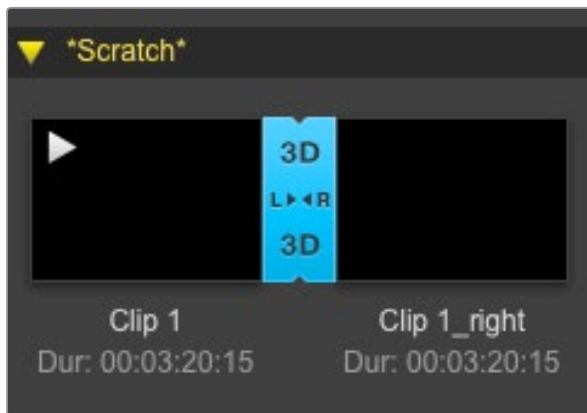 *Scratch*
3D
L R
3D
Clip 1
Clip 1_right
Dur: 00:03:20:15
Dur: 00:03:20:15